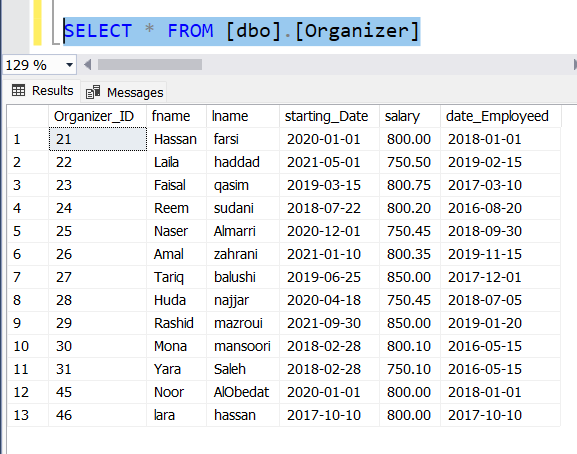 SELECT * FROM [dbo].[Organizer]
129 %
Results Messages
Organizer_ID fname lname starting_Date salary date_Employeed
1 21 Hassan farsi 2020-01-01 800.00 2018-01-01
2 22 Laila haddad 2021-05-01 750.50 2019-02-15
3 23 Faisal qasim 2019-03-15 800.75 2017-03-10
4 24 Reem sudani 2018-07-22 800.20 2016-08-20
5 25 Naser Almarri 2020-12-01 750.45 2018-09-30
6 26 Amal zahrani 2021-01-10 800.35 2019-11-15
7 27 Tariq balushi 2019-06-25 850.00 2017-12-01
8 28 Huda najjar 2020-04-18 750.45 2018-07-05
9 29 Rashid mazroui 2021-09-30 850.00 2019-01-20
10 30 Mona mansoori 2018-02-28 800.10 2016-05-15
11 31 Yara Saleh 2018-02-28 750.10 2016-05-15
12 45 Noor AlObedat 2020-01-01 800.00 2018-01-01
13 46 lara hassan 2017-10-10 800.00 2017-10-10